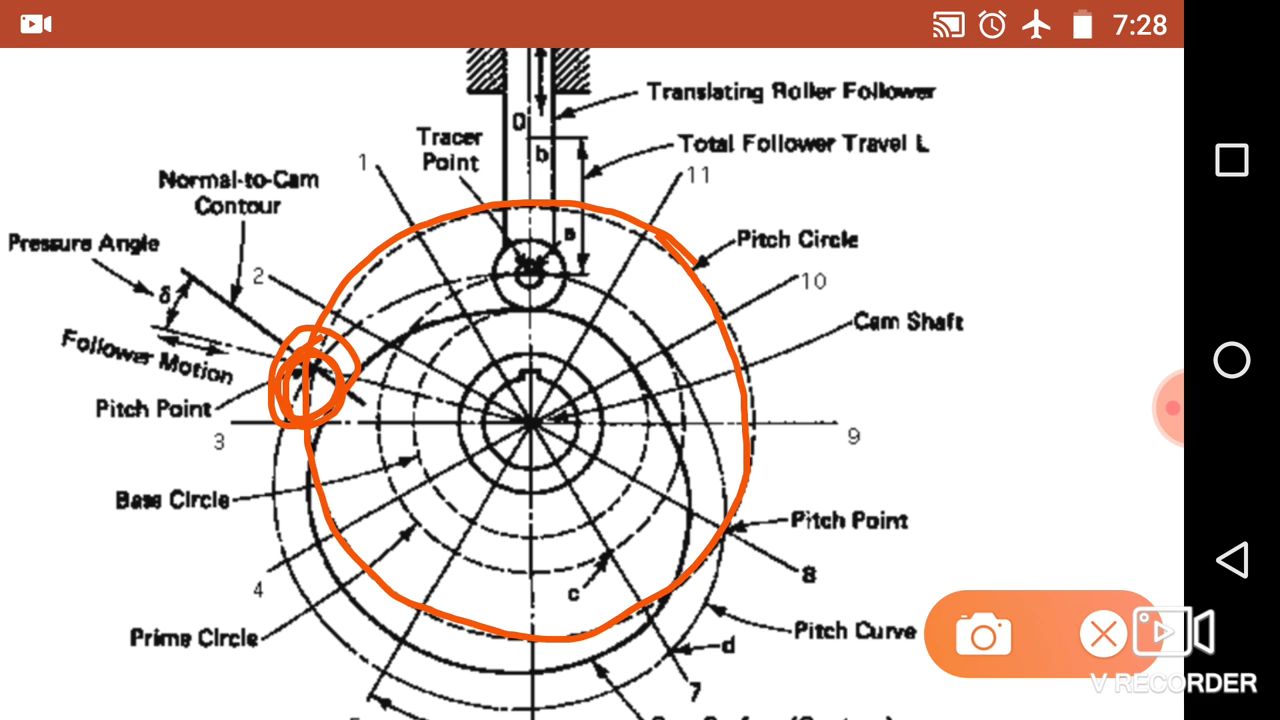 7:28
Translating Roller Follower
0
Tracer
Point
b
Total Follower Travel L
1
11
Normal-to-Cam
Contour
a
Pitch Circle
Pressure Angle
2
10
δ
Cam Shaft
Follower Motion
Pitch Point
3
9
Base Circle
Pitch Point
4
8
c
Prime Circle
Pitch Curve
d
7
V RECORDER